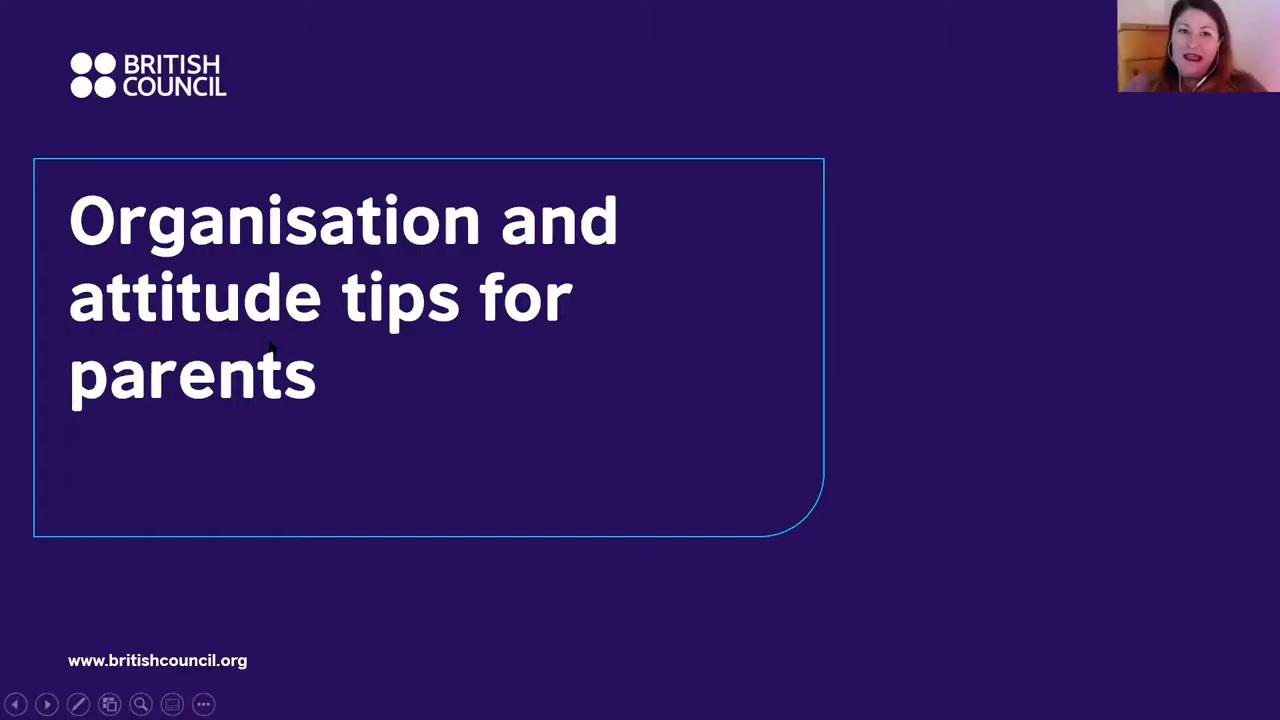 BRITISH
COUNCIL
Organisation and
attitude tips for
parents
www.britishcouncil.org